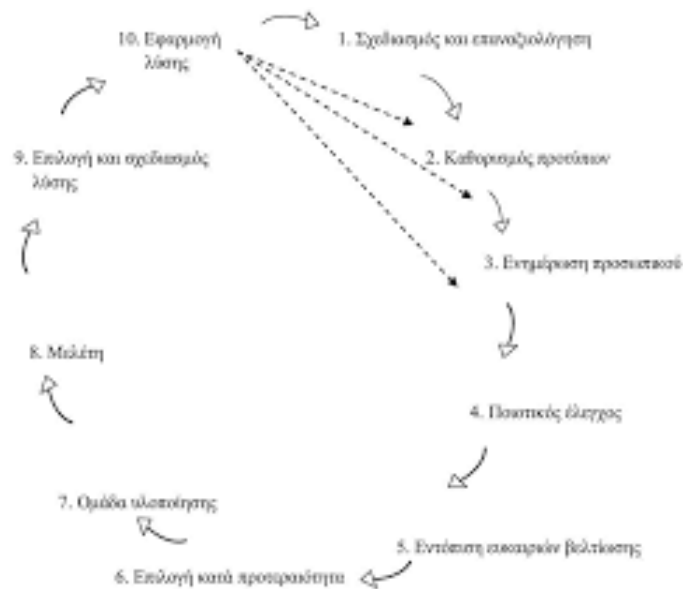 10. Εφαρμογή
λύσης
1. Σχεδιασμός και επαναξιολόγηση
2. Καθορισμός προτύπων
3. Ενημέρωση προσωπικού
4. Ποιοτικός έλεγχος
5. Εντόπιση ευκαιριών βελτίωσης
6. Επιλογή κατά προτεραιότητα
7. Ομάδα υλοποίησης
8. Μελέτη
9. Επιλογή και σχεδιασμός
λύσης